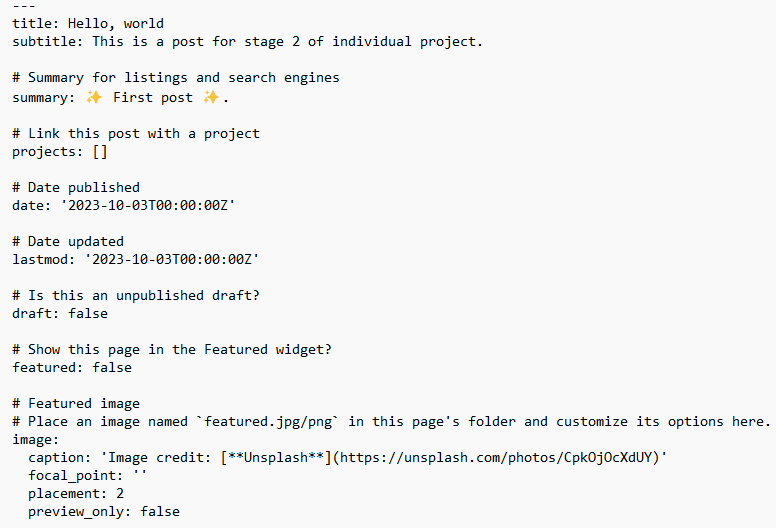 ---
title: Hello, world
subtitle: This is a post for stage 2 of individual project.

# Summary for listings and search engines
summary: ✨ First post ✨.

# Link this post with a project
projects: []

# Date published
date: '2023-10-03T00:00:00Z'

# Date updated
lastmod: '2023-10-03T00:00:00Z'

# Is this an unpublished draft?
draft: false

# Show this page in the Featured widget?
featured: false

# Featured image
# Place an image named `featured.jpg/png` in this page's folder and customize its options here.
image:
  caption: 'Image credit: [**Unsplash**](https://unsplash.com/photos/CpkOjOcXdUY)'
  focal_point: ''
  placement: 2
  preview_only: false